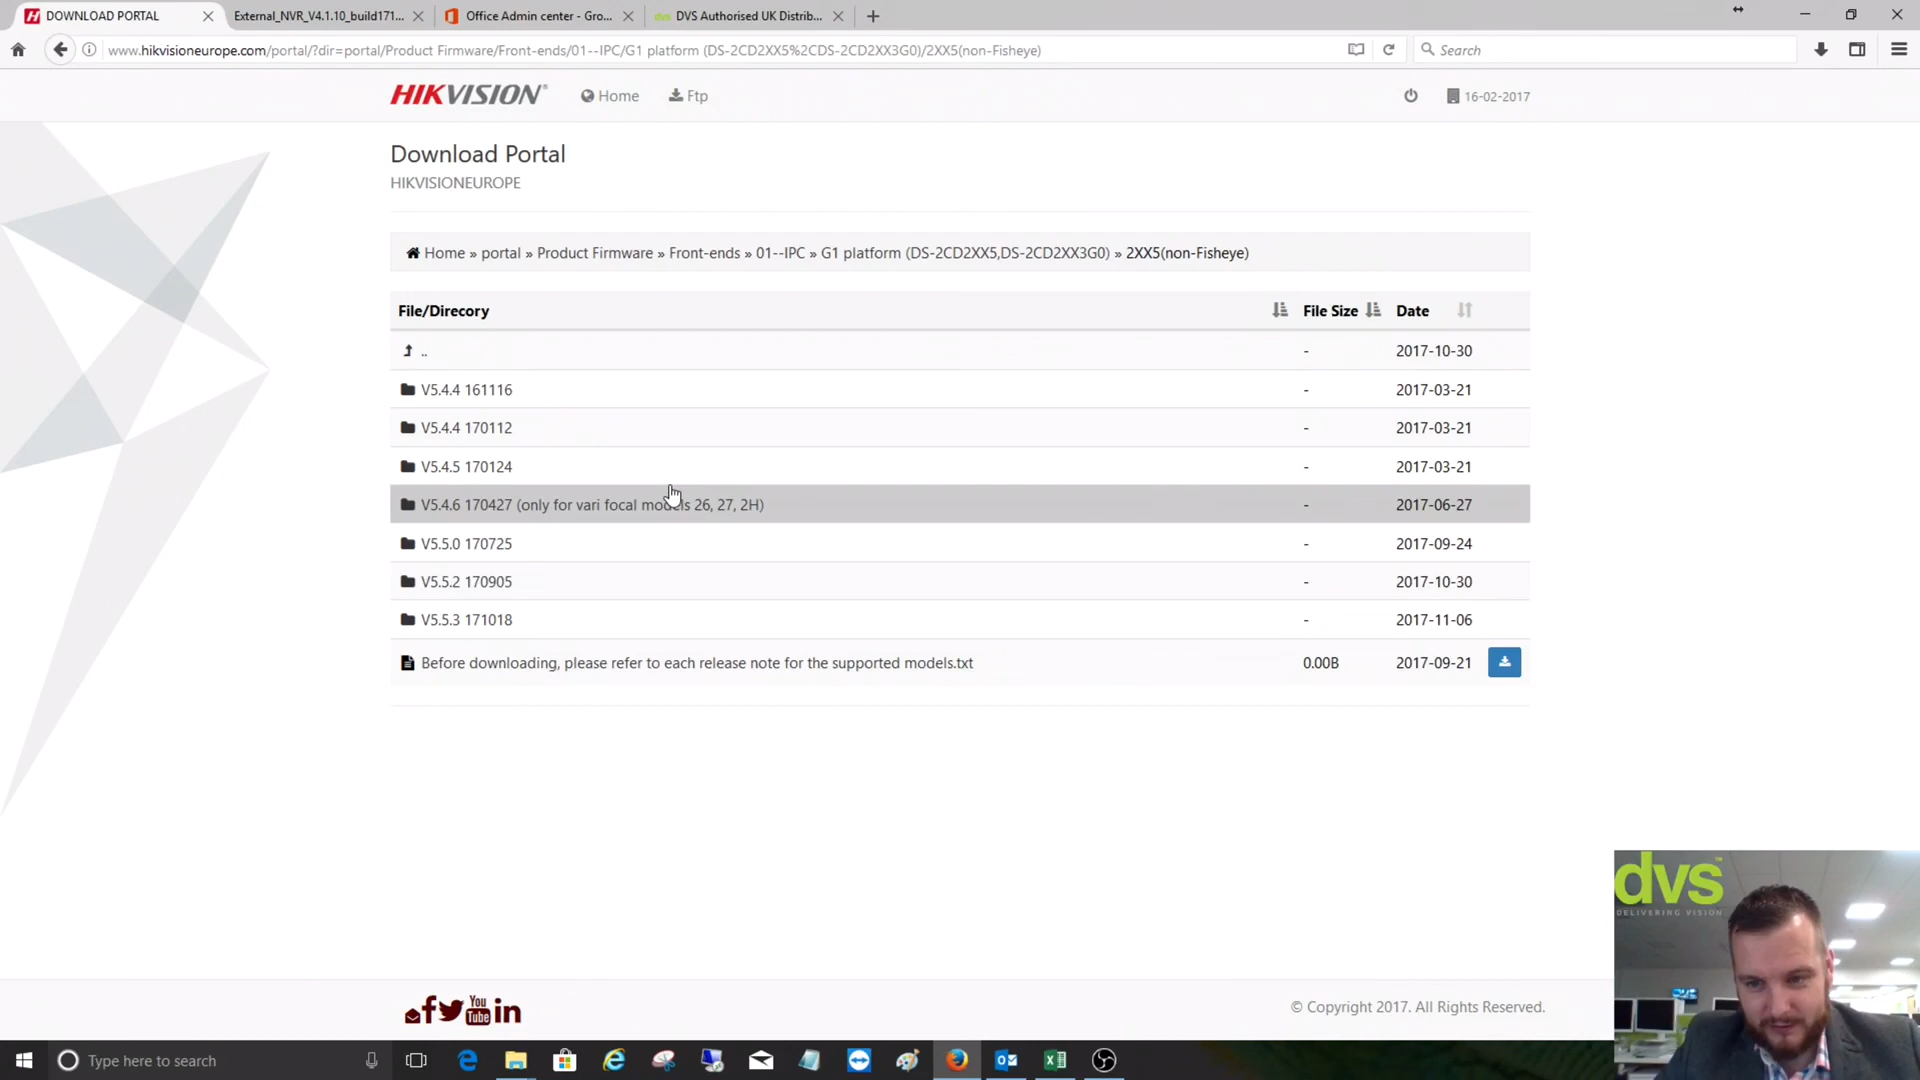 DOWNLOAD PORTAL
External_NVR_V4.1.10_build171...
Office Admin center - Gro...
dvs DVS Authorised UK Distrib...
www.hikvisioneurope.com/portal/?dir=portal/Product Firmware/Front-ends/01--IPC/G1 platform (DS-2CD2XX5%2CDS-2CD2XX3G0)/2XX5(non-Fisheye)
Search
HIKVISION®
Home
Ftp
16-02-2017
Download Portal
HIKVISIONEUROPE
Home » portal » Product Firmware » Front-ends » 01--IPC » G1 platform (DS-2CD2XX5,DS-2CD2XX3G0) » 2XX5(non-Fisheye)
File/Direcory File Size Date
.. - 2017-10-30
V5.4.4 161116 - 2017-03-21
V5.4.4 170112 - 2017-03-21
V5.4.5 170124 - 2017-03-21
V5.4.6 170427 (only for vari focal models 26, 27, 2H) - 2017-06-27
V5.5.0 170725 - 2017-09-24
V5.5.2 170905 - 2017-10-30
V5.5.3 171018 - 2017-11-06
Before downloading, please refer to each release note for the supported models.txt 0.00B 2017-09-21
dvs™
DELIVERING VISION
You Tube
in
© Copyright 2017. All Rights Reserved.
Type here to search